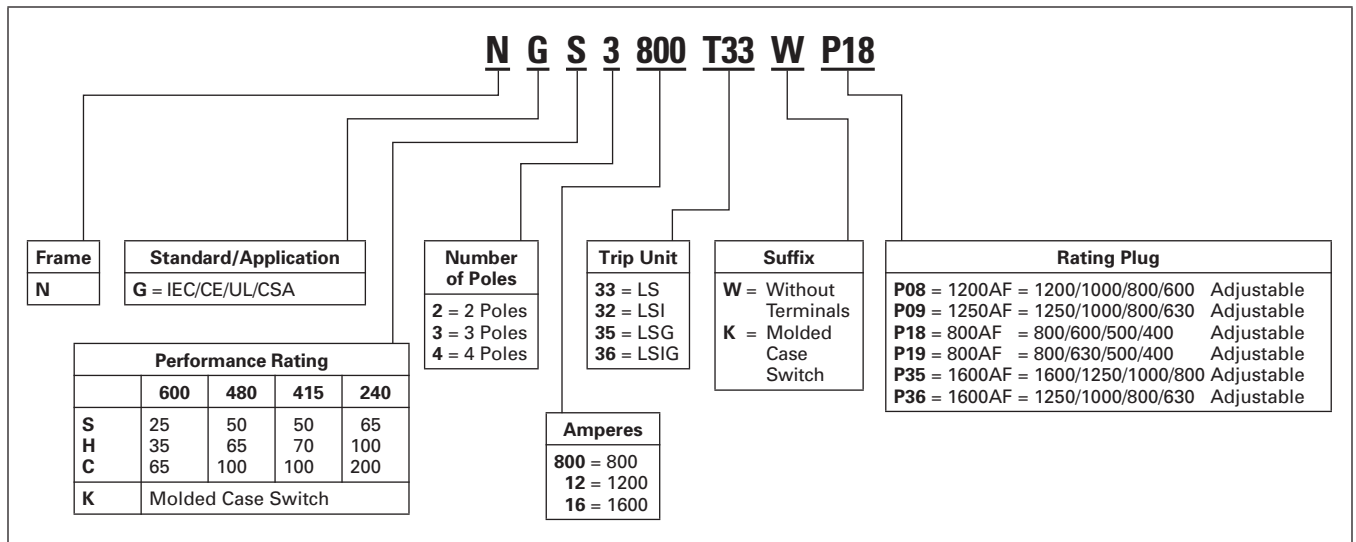 N G S 3 800 T33 W P18
Frame
N
Standard/Application
G = IEC/CE/UL/CSA
Performance Rating
600 480 415 240
S 25 50 50 65
H 35 65 70 100
C 65 100 100 200
K Molded Case Switch
Number
of Poles
2 = 2 Poles
3 = 3 Poles
4 = 4 Poles
Amperes
800 = 800
12 = 1200
16 = 1600
Trip Unit
33 = LS
32 = LSI
35 = LSG
36 = LSIG
Suffix
W = Without
Terminals
K = Molded
Case
Switch
Rating Plug
P08 = 1200AF = 1200/1000/800/600 Adjustable
P09 = 1250AF = 1250/1000/800/630 Adjustable
P18 = 800AF = 800/600/500/400 Adjustable
P19 = 800AF = 800/630/500/400 Adjustable
P35 = 1600AF = 1600/1250/1000/800 Adjustable
P36 = 1600AF = 1250/1000/800/630 Adjustable